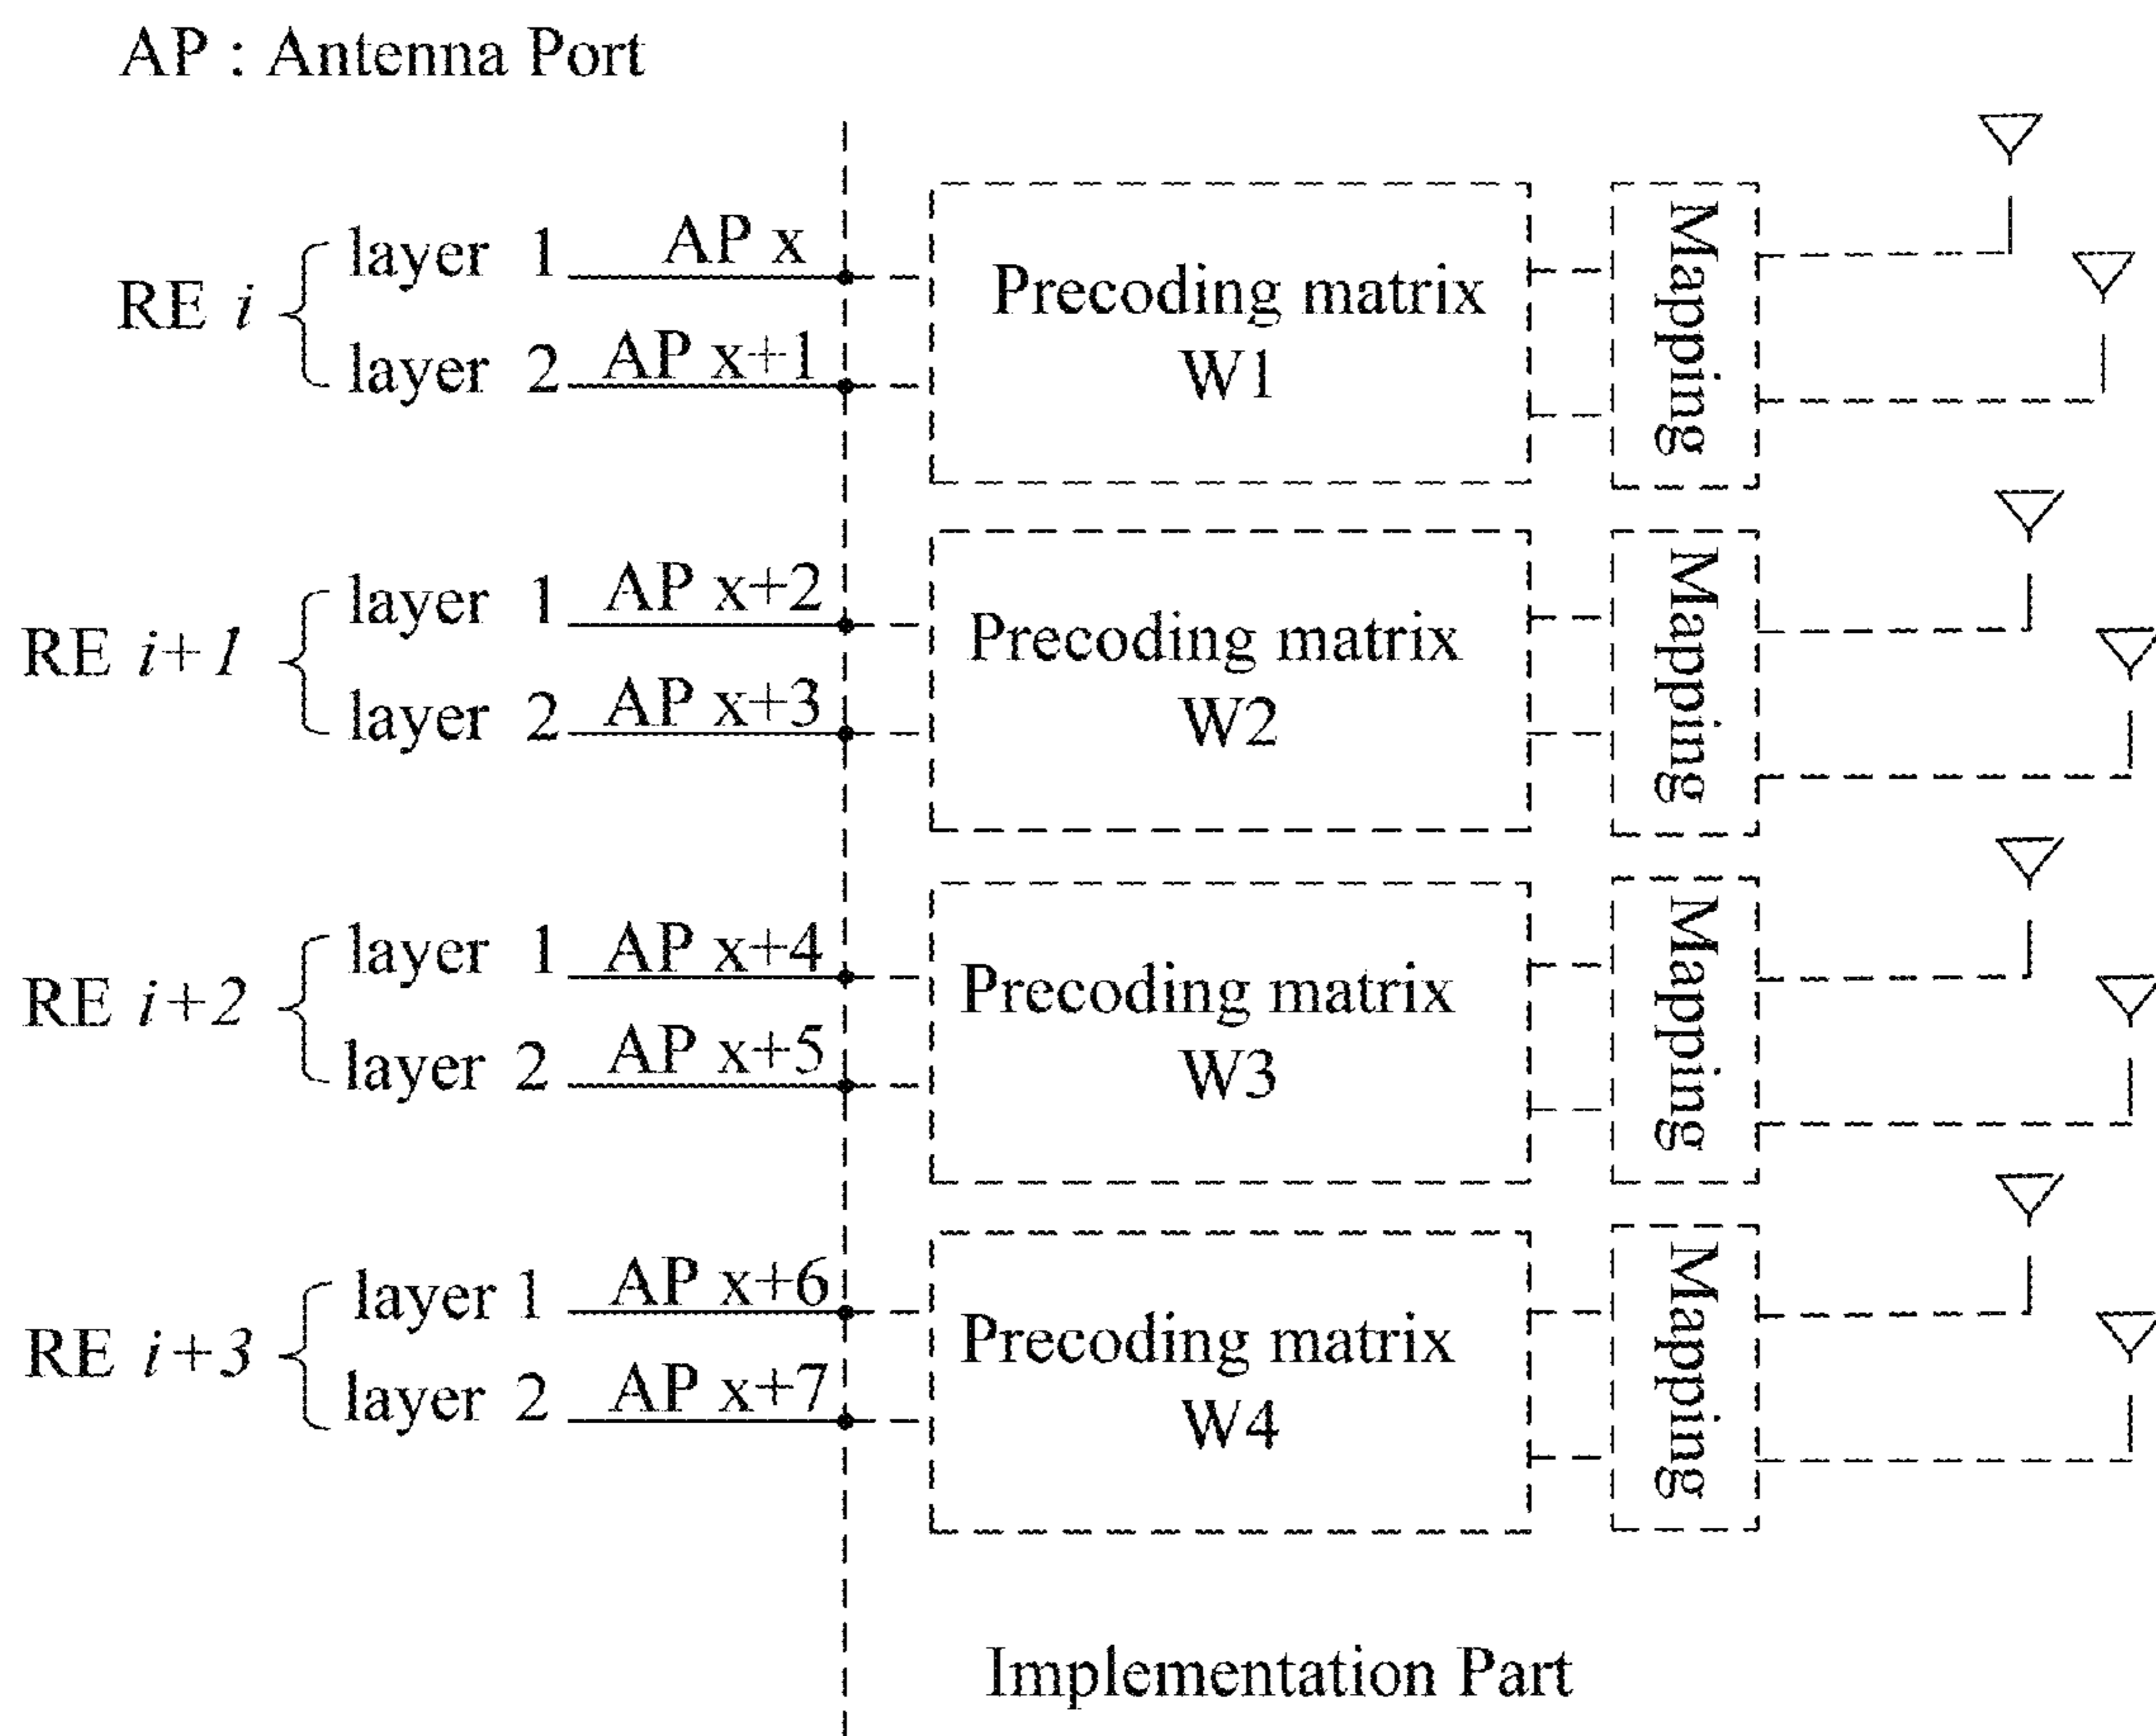 AP : Antenna Port
RE i
layer 1
AP x
layer 2
AP x+1
Precoding matrix
W1
Mapping
RE i+1
layer 1
AP x+2
layer 2
AP x+3
Precoding matrix
W2
Mapping
RE i+2
layer 1
AP x+4
layer 2
AP x+5
Precoding matrix
W3
Mapping
RE i+3
layer 1
AP x+6
layer 2
AP x+7
Precoding matrix
W4
Mapping
Implementation Part